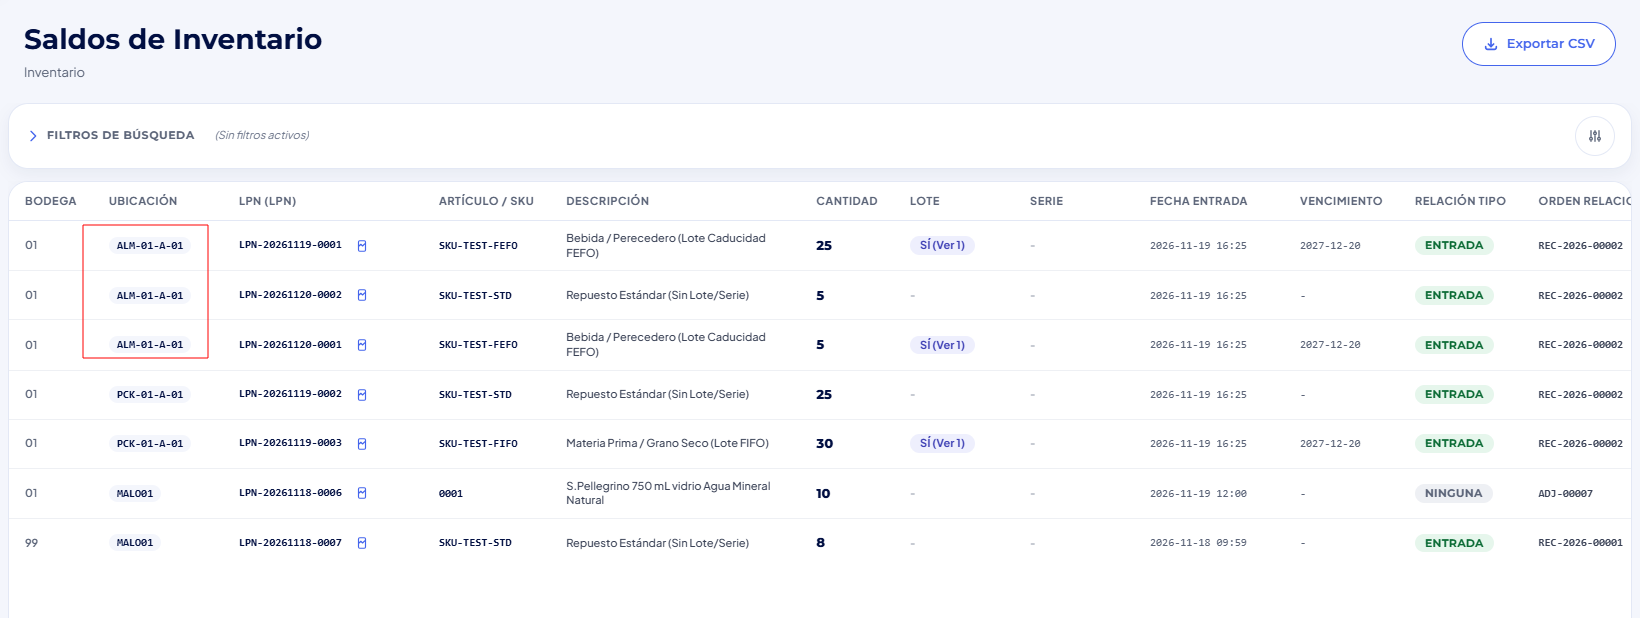 Saldos de Inventario
Inventario
Exportar CSV
FILTROS DE BÚSQUEDA (Sin filtros activos)
BODEGA UBICACIÓN LPN (LPN) ARTÍCULO / SKU DESCRIPCIÓN CANTIDAD LOTE SERIE FECHA ENTRADA VENCIMIENTO RELACIÓN TIPO ORDEN RELACIO
01 ALM-01-A-01 LPN-20261119-0001 SKU-TEST-FEFO Bebida / Perecedero (Lote Caducidad
FEFO) 25 SÍ (Ver 1) - 2026-11-19 16:25 2027-12-20 ENTRADA REC-2026-00002
01 ALM-01-A-01 LPN-20261120-0002 SKU-TEST-STD Repuesto Estándar (Sin Lote/Serie) 5 - - 2026-11-19 16:25 - ENTRADA REC-2026-00002
01 ALM-01-A-01 LPN-20261120-0001 SKU-TEST-FEFO Bebida / Perecedero (Lote Caducidad
FEFO) 5 SÍ (Ver 1) - 2026-11-19 16:25 2027-12-20 ENTRADA REC-2026-00002
01 PCK-01-A-01 LPN-20261119-0002 SKU-TEST-STD Repuesto Estándar (Sin Lote/Serie) 25 - - 2026-11-19 16:25 - ENTRADA REC-2026-00002
01 PCK-01-A-01 LPN-20261119-0003 SKU-TEST-FIFO Materia Prima / Grano Seco (Lote FIFO) 30 SÍ (Ver 1) - 2026-11-19 16:25 2027-12-20 ENTRADA REC-2026-00002
01 MALO01 LPN-20261118-0006 0001 S.Pellegrino 750 mL vidrio Agua Mineral
Natural 10 - - 2026-11-19 12:00 - NINGUNA ADJ-00007
99 MALO01 LPN-20261118-0007 SKU-TEST-STD Repuesto Estándar (Sin Lote/Serie) 8 - - 2026-11-18 09:59 - ENTRADA REC-2026-00001